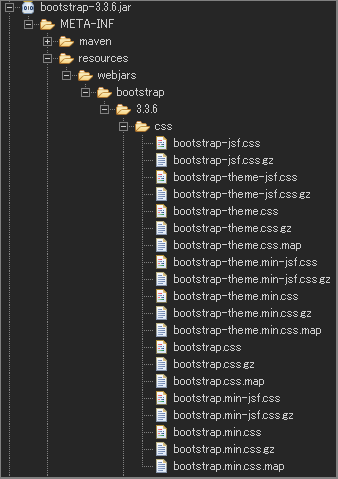 bootstrap-3.3.6.jar
META-INF
maven
resources
webjars
bootstrap
3.3.6
css
bootstrap-jsf.css
bootstrap-jsf.css.gz
bootstrap-theme-jsf.css
bootstrap-theme-jsf.css.gz
bootstrap-theme.css
bootstrap-theme.css.gz
bootstrap-theme.css.map
bootstrap-theme.min-jsf.css
bootstrap-theme.min-jsf.css.gz
bootstrap-theme.min.css
bootstrap-theme.min.css.gz
bootstrap-theme.min.css.map
bootstrap.css
bootstrap.css.gz
bootstrap.css.map
bootstrap.min-jsf.css
bootstrap.min-jsf.css.gz
bootstrap.min.css
bootstrap.min.css.gz
bootstrap.min.css.map